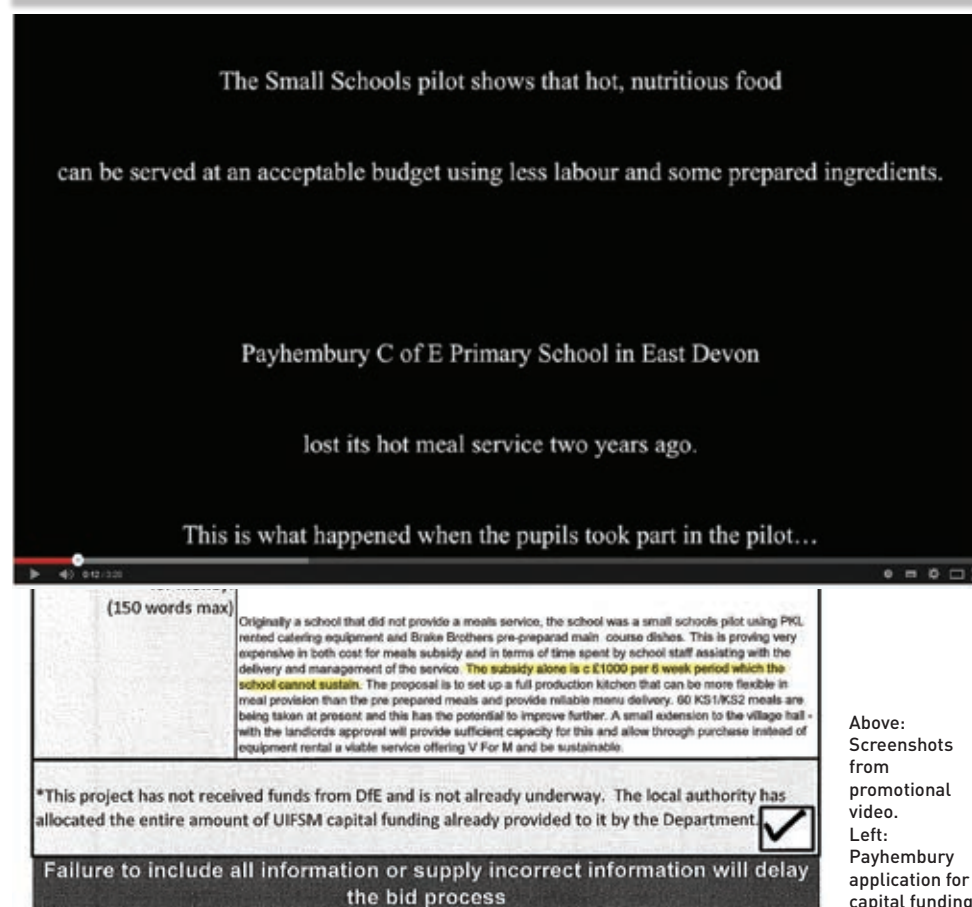 The Small Schools pilot shows that hot, nutritious food
can be served at an acceptable budget using less labour and some prepared ingredients.
Payhembury C of E Primary School in East Devon
lost its hot meal service two years ago.
This is what happened when the pupils took part in the pilot...
0:12 / 3:20
(150 words max)
Originally a school that did not provide a meals service, the school was a small schools pilot using PKL
rented catering equipment and Brake Brothers pre-preparad main course dishes. This is proving very
expensive in both cost for meals subsidy and in terms of time spent by school staff assisting with the
delivery and management of the service. The subsidy alone is c £1000 per 6 week period which the
school cannot sustain. The proposal is to set up a full production kitchen that can be more flexible in
meal provision than the pre prepared meals and provide reliable menu delivery. 60 KS1/KS2 meals are
being taken at present and this has the potential to improve further. A small extension to the village hall -
with the landlords approval will provide sufficient capacity for this and allow through purchase instead of
equipment rental a viable service offering V For M and be sustainable.
*This project has not received funds from DfE and is not already underway. The local authority has
allocated the entire amount of UIFSM capital funding already provided to it by the Department.
Failure to include all information or supply incorrect information will delay
the bid process
Above:
Screenshots
from
promotional
video.
Left:
Payhembury
application for
capital funding